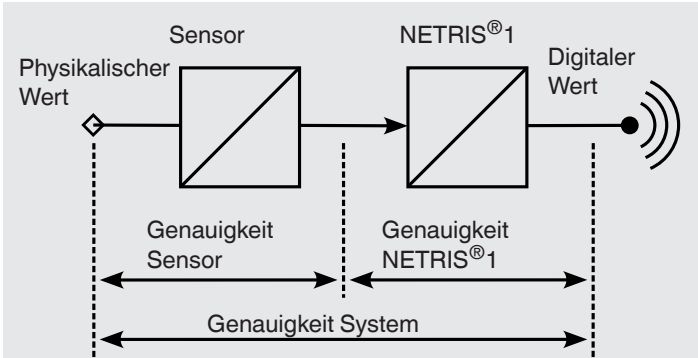 Sensor
NETRIS®1
Physikalischer
Wert
Digitaler
Wert
Genauigkeit
Sensor
Genauigkeit
NETRIS®1
Genauigkeit System